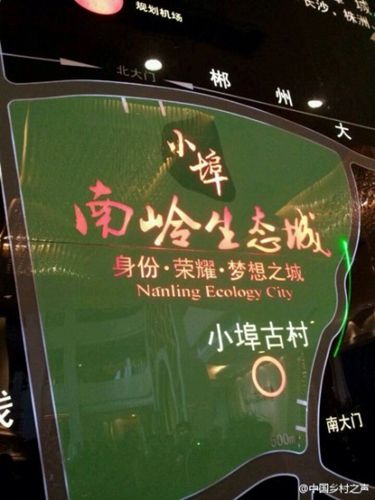 规划机场
长沙、株洲
北大门
郴州大
小埠
南岭生态城
身份·荣耀·梦想之城
Nanling Ecology City
小埠古村
南大门
500m
@中国乡村之声